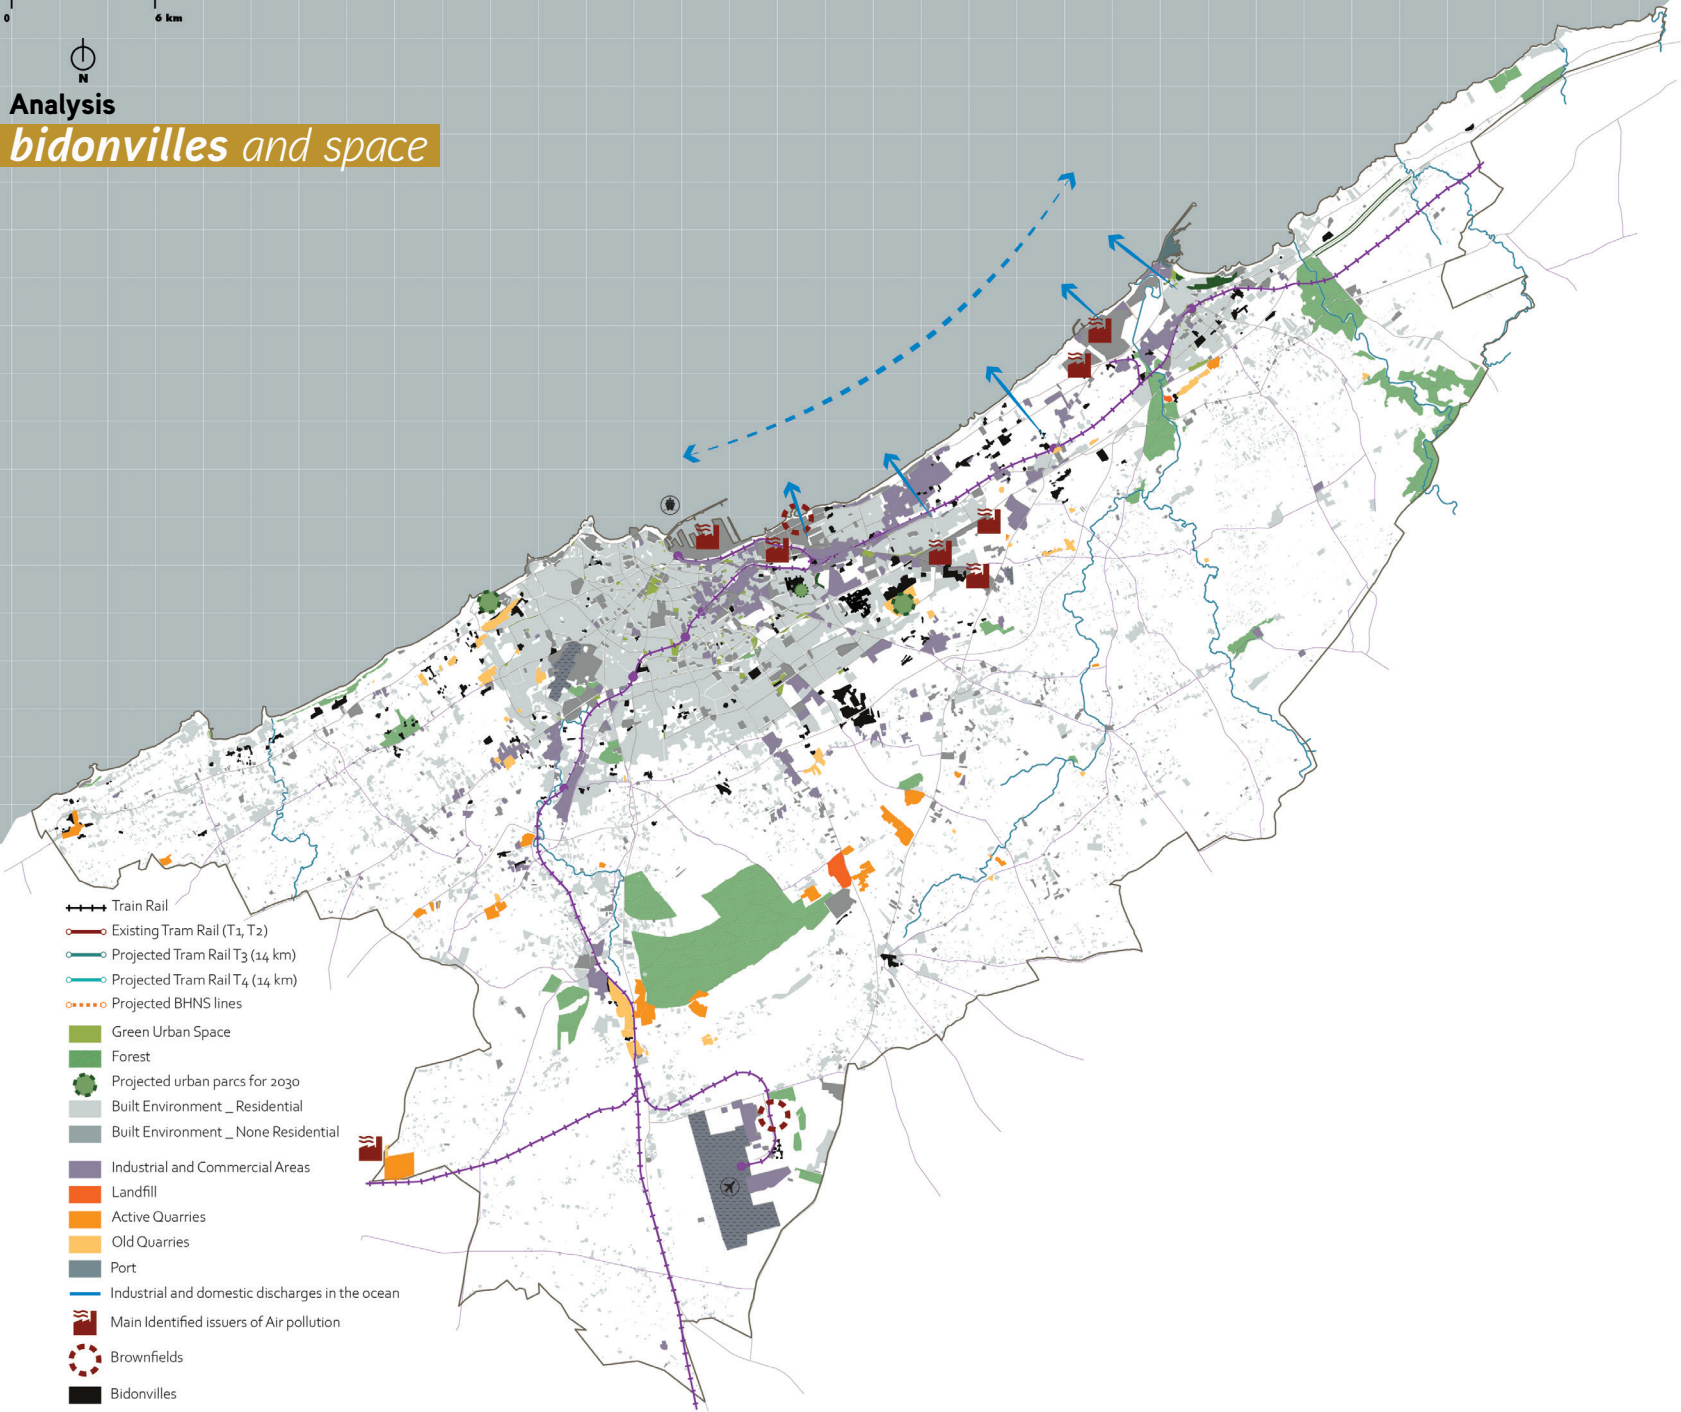 0 6 km
N
Analysis
bidonvilles and space
Train Rail
Existing Tram Rail (T1, T2)
Projected Tram Rail T3 (14 km)
Projected Tram Rail T4 (14 km)
Projected BHNS lines
Green Urban Space
Forest
Projected urban parcs for 2030
Built Environment _ Residential
Built Environment _ None Residential
Industrial and Commercial Areas
Landfill
Active Quarries
Old Quarries
Port
Industrial and domestic discharges in the ocean
Main Identified issuers of Air pollution
Brownfields
Bidonvilles